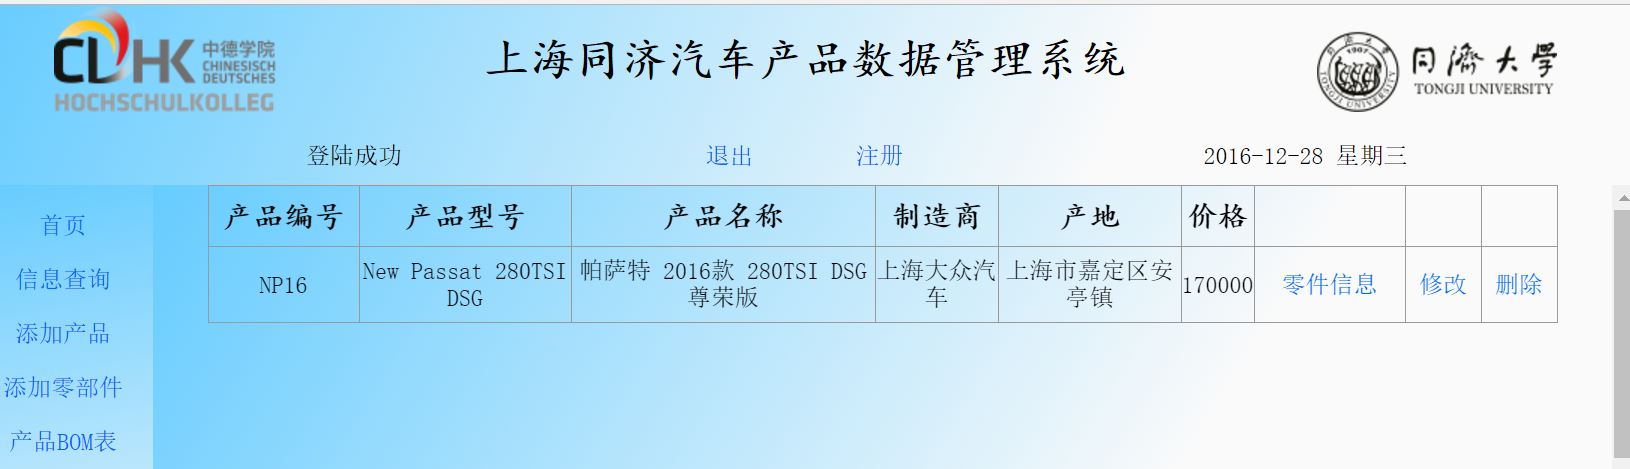 CDHK 中德学院
CHINESISCH
DEUTSCHES
HOCHSCHULKOLLEG
上海同济汽车产品数据管理系统
同濟大学
TONGJI UNIVERSITY
1907
TONGJI UNIVERSITY
登陆成功 退出 注册 2016-12-28 星期三
首页
信息查询
添加产品
添加零部件
产品BOM表
产品编号 产品型号 产品名称 制造商 产地 价格
NP16 New Passat 280TSI DSG 帕萨特 2016款 280TSI DSG 尊荣版 上海大众汽车 上海市嘉定区安亭镇 170000 零件信息 修改 删除